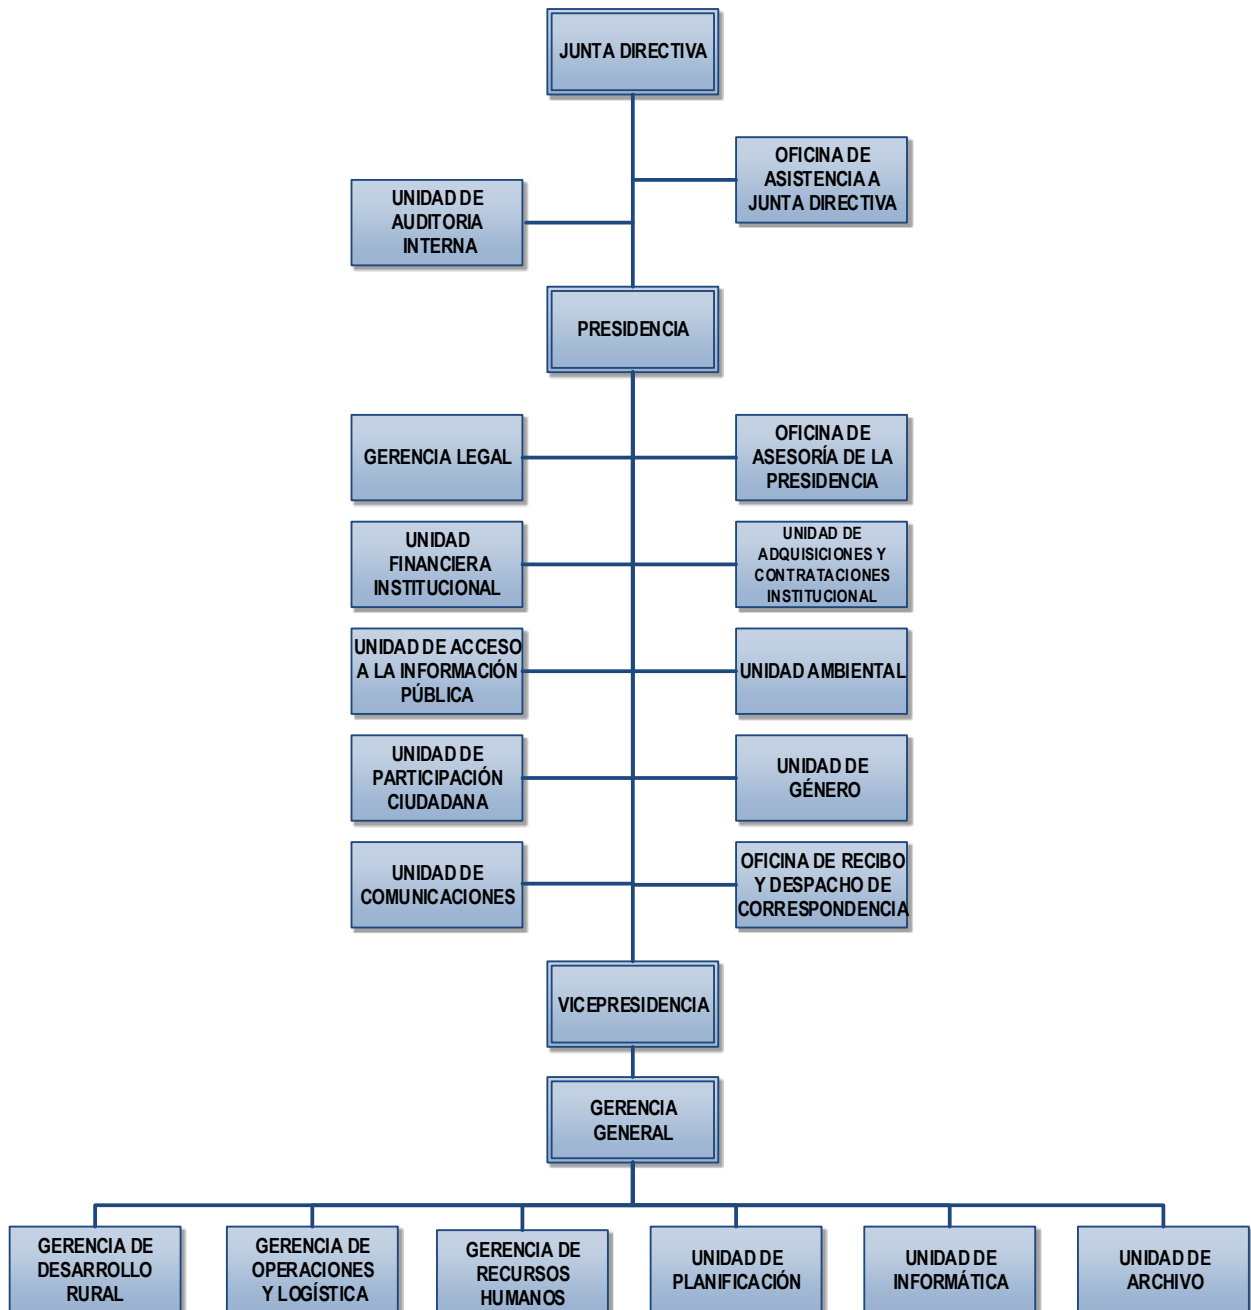 JUNTA DIRECTIVA
OFICINA DE
ASISTENCIA A
JUNTA DIRECTIVA
UNIDAD DE
AUDITORIA
INTERNA
PRESIDENCIA
GERENCIA LEGAL
OFICINA DE
ASESORÍA DE LA
PRESIDENCIA
UNIDAD
FINANCIERA
INSTITUCIONAL
UNIDAD DE
ADQUISICIONES Y
CONTRATACIONES
INSTITUCIONAL
UNIDAD DE ACCESO
A LA INFORMACIÓN
PÚBLICA
UNIDAD AMBIENTAL
UNIDAD DE
PARTICIPACIÓN
CIUDADANA
UNIDAD DE
GÉNERO
UNIDAD DE
COMUNICACIONES
OFICINA DE RECIBO
Y DESPACHO DE
CORRESPONDENCIA
VICEPRESIDENCIA
GERENCIA
GENERAL
GERENCIA DE
DESARROLLO
RURAL
GERENCIA DE
OPERACIONES
Y LOGÍSTICA
GERENCIA DE
RECURSOS
HUMANOS
UNIDAD DE
PLANIFICACIÓN
UNIDAD DE
INFORMÁTICA
UNIDAD DE
ARCHIVO